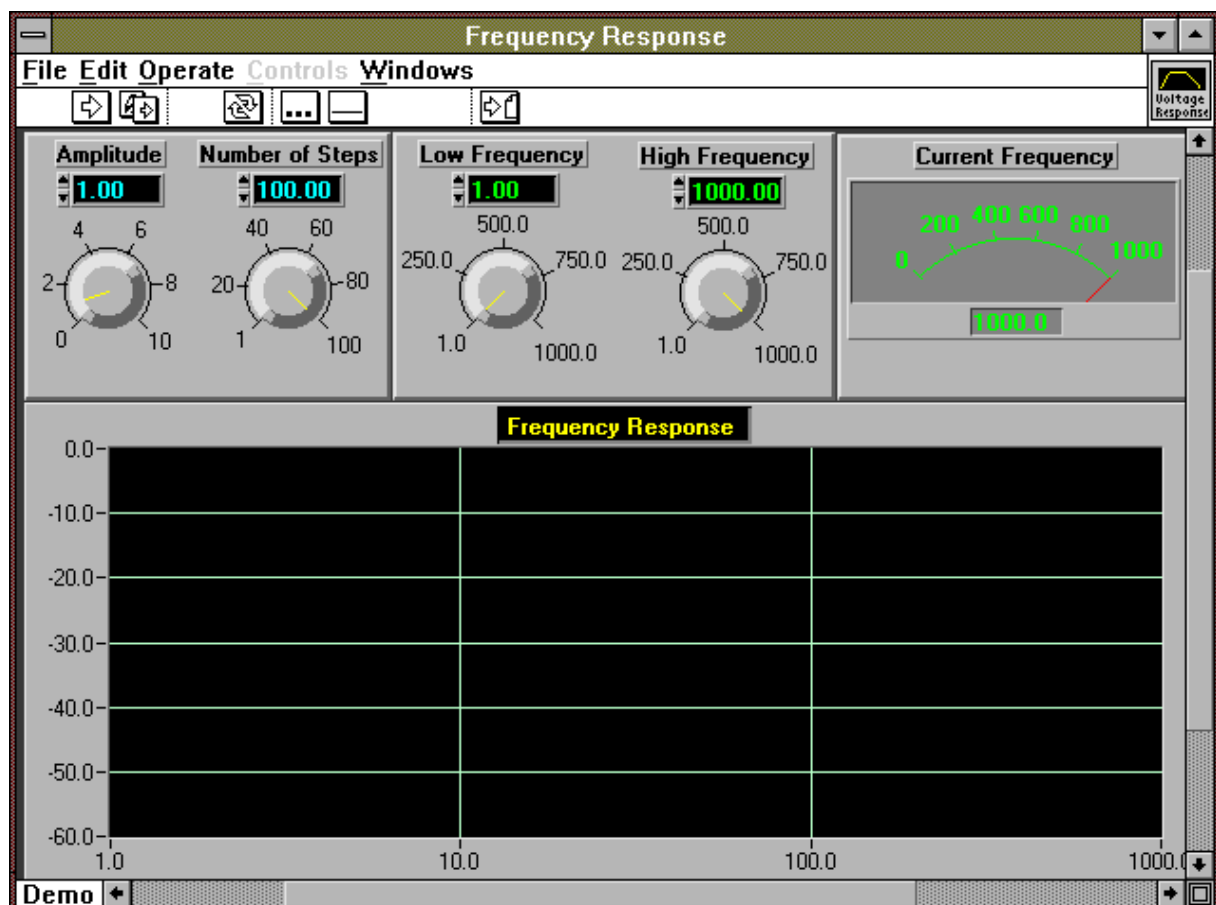 Frequency Response
File Edit Operate Controls Windows
Voltage
Response
Amplitude
1.00
0 2 4 6 8 10
Number of Steps
100.00
1 20 40 60 80 100
Low Frequency
1.00
1.0 250.0 500.0 750.0 1000.0
High Frequency
1000.00
1.0 250.0 500.0 750.0 1000.0
Current Frequency
0 200 400 600 800 1000
1000.0
Frequency Response
0.0
-10.0
-20.0
-30.0
-40.0
-50.0
-60.0
1.0 10.0 100.0 1000.0
Demo